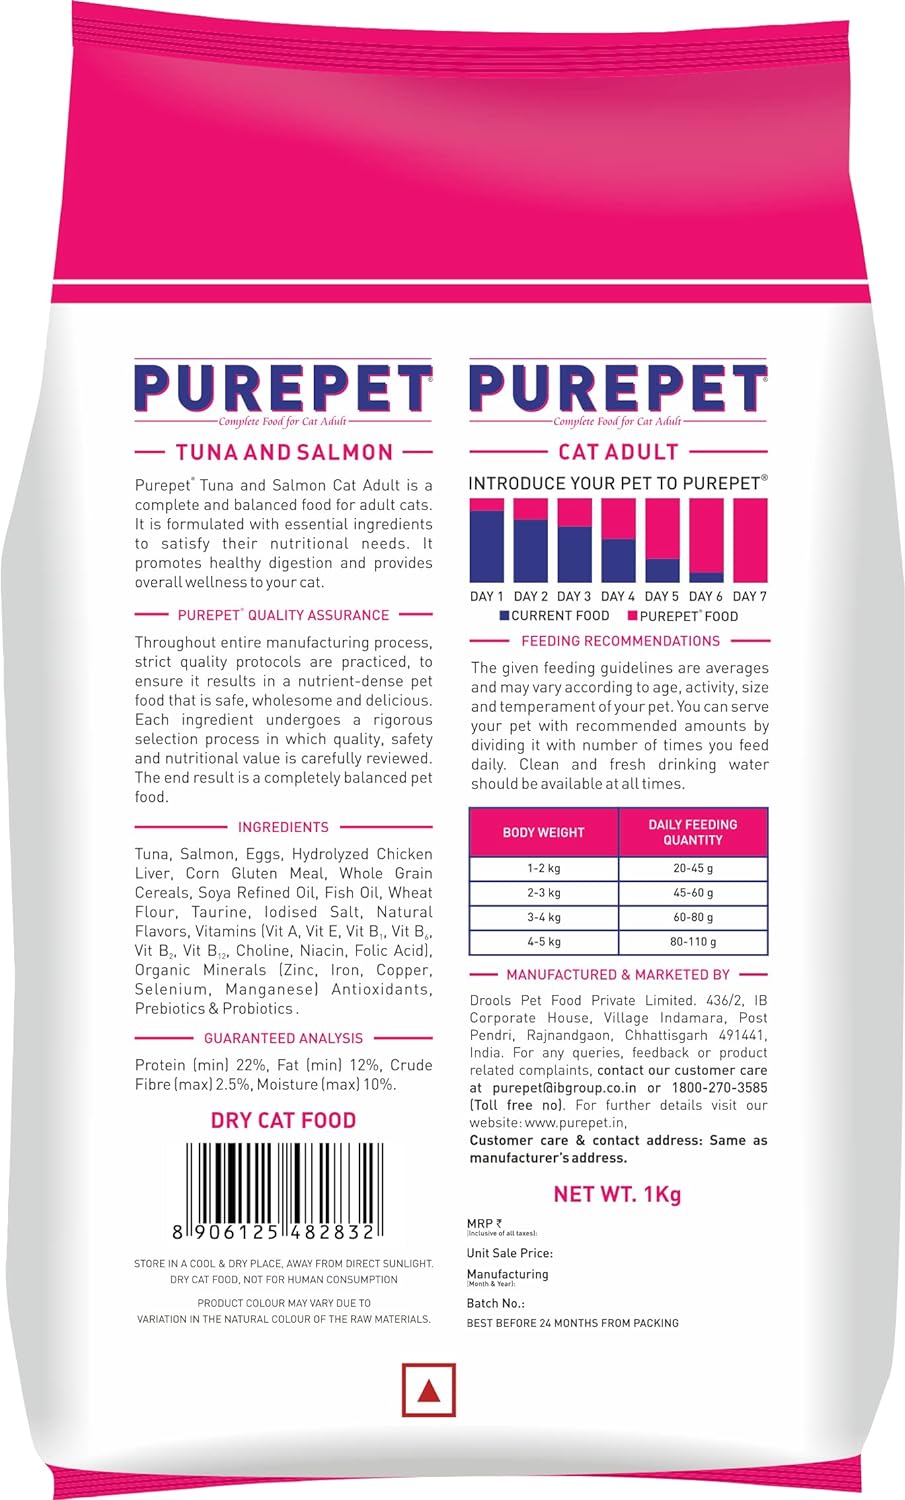 PUREPET®
Complete Food for Cat Adult
TUNA AND SALMON
Purepet® Tuna and Salmon Cat Adult is a
complete and balanced food for adult cats.
It is formulated with essential ingredients
to satisfy their nutritional needs. It
promotes healthy digestion and provides
overall wellness to your cat.
PUREPET® QUALITY ASSURANCE
Throughout entire manufacturing process,
strict quality protocols are practiced, to
ensure it results in a nutrient-dense pet
food that is safe, wholesome and delicious.
Each ingredient undergoes a rigorous
selection process in which quality, safety
and nutritional value is carefully reviewed.
The end result is a completely balanced pet
food.
INGREDIENTS
Tuna, Salmon, Eggs, Hydrolyzed Chicken
Liver, Corn Gluten Meal, Whole Grain
Cereals, Soya Refined Oil, Fish Oil, Wheat
Flour, Taurine, Iodised Salt, Natural
Flavors, Vitamins (Vit A, Vit E, Vit B₁, Vit B₆,
Vit B₂, Vit B₁₂, Choline, Niacin, Folic Acid),
Organic Minerals (Zinc, Iron, Copper,
Selenium, Manganese) Antioxidants,
Prebiotics & Probiotics .
GUARANTEED ANALYSIS
Protein (min) 22%, Fat (min) 12%, Crude
Fibre (max) 2.5%, Moisture (max) 10%.
DRY CAT FOOD
8 906125 482832
STORE IN A COOL & DRY PLACE, AWAY FROM DIRECT SUNLIGHT.
DRY CAT FOOD, NOT FOR HUMAN CONSUMPTION
PRODUCT COLOUR MAY VARY DUE TO
VARIATION IN THE NATURAL COLOUR OF THE RAW MATERIALS.
PUREPET®
Complete Food for Cat Adult
CAT ADULT
INTRODUCE YOUR PET TO PUREPET®
DAY 1 DAY 2 DAY 3 DAY 4 DAY 5 DAY 6 DAY 7
CURRENT FOOD PUREPET® FOOD
FEEDING RECOMMENDATIONS
The given feeding guidelines are averages
and may vary according to age, activity, size
and temperament of your pet. You can serve
your pet with recommended amounts by
dividing it with number of times you feed
daily. Clean and fresh drinking water
should be available at all times.
BODY WEIGHT DAILY FEEDING
QUANTITY
1-2 kg 20-45 g
2-3 kg 45-60 g
3-4 kg 60-80 g
4-5 kg 80-110 g
MANUFACTURED & MARKETED BY
Drools Pet Food Private Limited. 436/2, IB
Corporate House, Village Indamara, Post
Pendri, Rajnandgaon, Chhattisgarh 491441,
India. For any queries, feedback or product
related complaints, contact our customer care
at purepet@ibgroup.co.in or 1800-270-3585
(Toll free no). For further details visit our
website: www.purepet.in,
Customer care & contact address: Same as
manufacturer's address.
NET WT. 1Kg
MRP ₹
(Inclusive of all taxes):
Unit Sale Price:
Manufacturing
(Month & Year):
Batch No.:
BEST BEFORE 24 MONTHS FROM PACKING